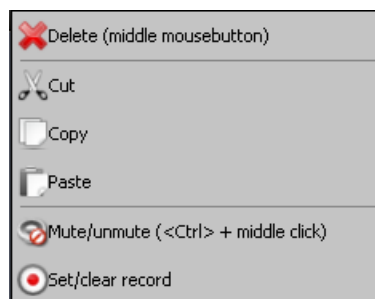 Delete (middle mousebutton)
Cut
Copy
Paste
Mute/unmute (<Ctrl> + middle click)
Set/clear record